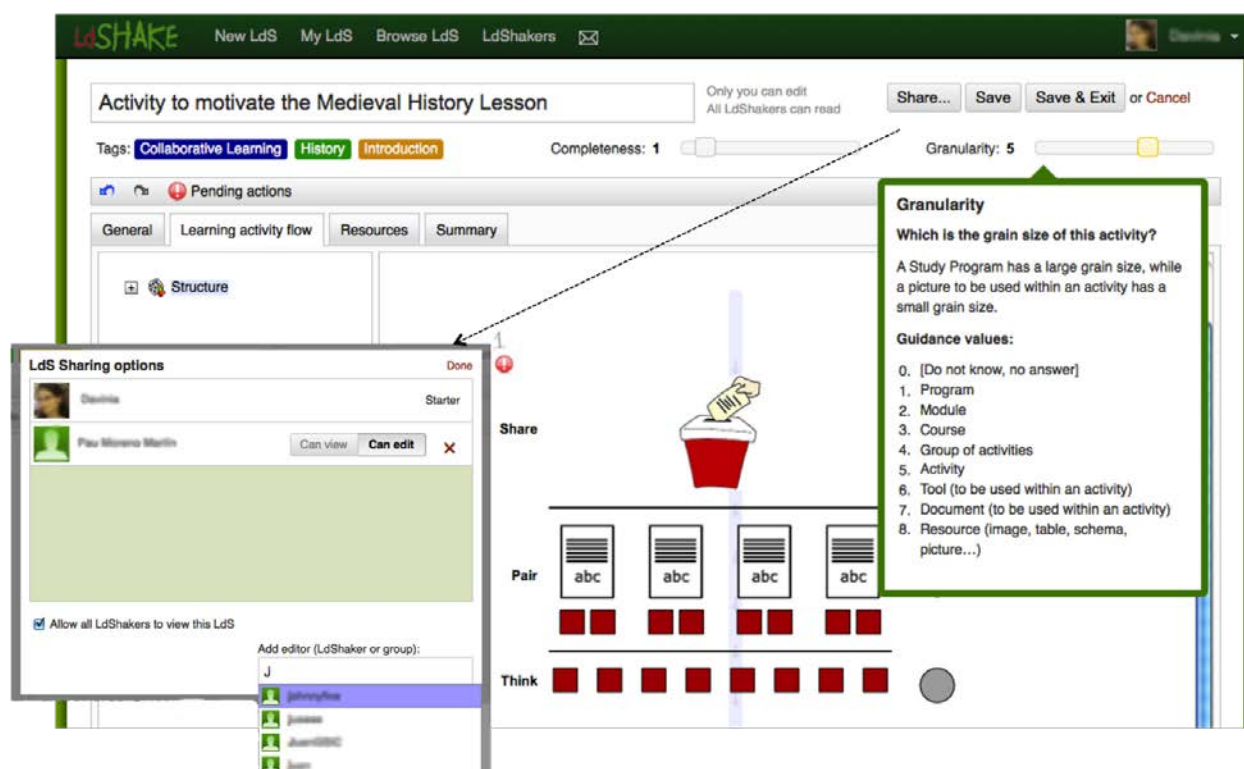 LdSHAKE New LdS My LdS Browse LdS LdShakers
Activity to motivate the Medieval History Lesson
Only you can edit
All LdShakers can read
Share... Save Save & Exit or Cancel
Tags: Collaborative Learning History Introduction
Completeness: 1
Granularity: 5
Pending actions
General Learning activity flow Resources Summary
Structure
Granularity
Which is the grain size of this activity?
A Study Program has a large grain size, while
a picture to be used within an activity has a
small grain size.
Guidance values:
0. [Do not know, no answer]
1. Program
2. Module
3. Course
4. Group of activities
5. Activity
6. Tool (to be used within an activity)
7. Document (to be used within an activity)
8. Resource (image, table, schema,
picture…)
1
Share
Pair
abc abc abc abc
Think
LdS Sharing options Done
Starter
Can view Can edit
Allow all LdShakers to view this LdS
Add editor (LdShaker or group):
J